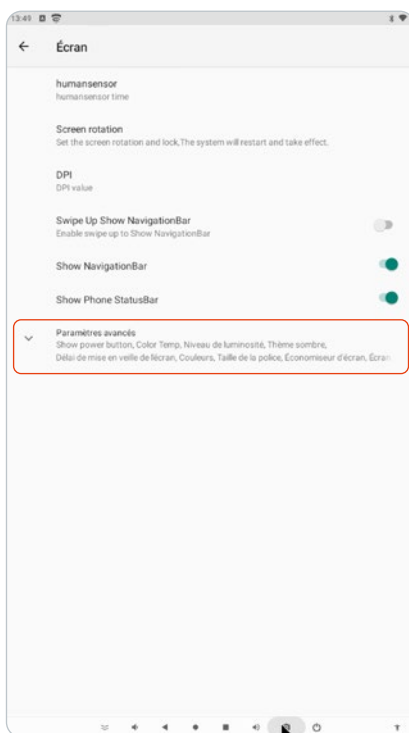 13:49
Écran
humansensor
humansensor time
Screen rotation
Set the screen rotation and lock,The system will restart and take effect.
DPI
DPI value
Swipe Up Show NavigationBar
Enable swipe up to Show NavigationBar
Show NavigationBar
Show Phone StatusBar
Paramètres avancés
Show power button, Color Temp, Niveau de luminosité, Thème sombre,
Délai de mise en veille de lécran, Couleurs, Taille de la police, Économiseur d'écran, Écran